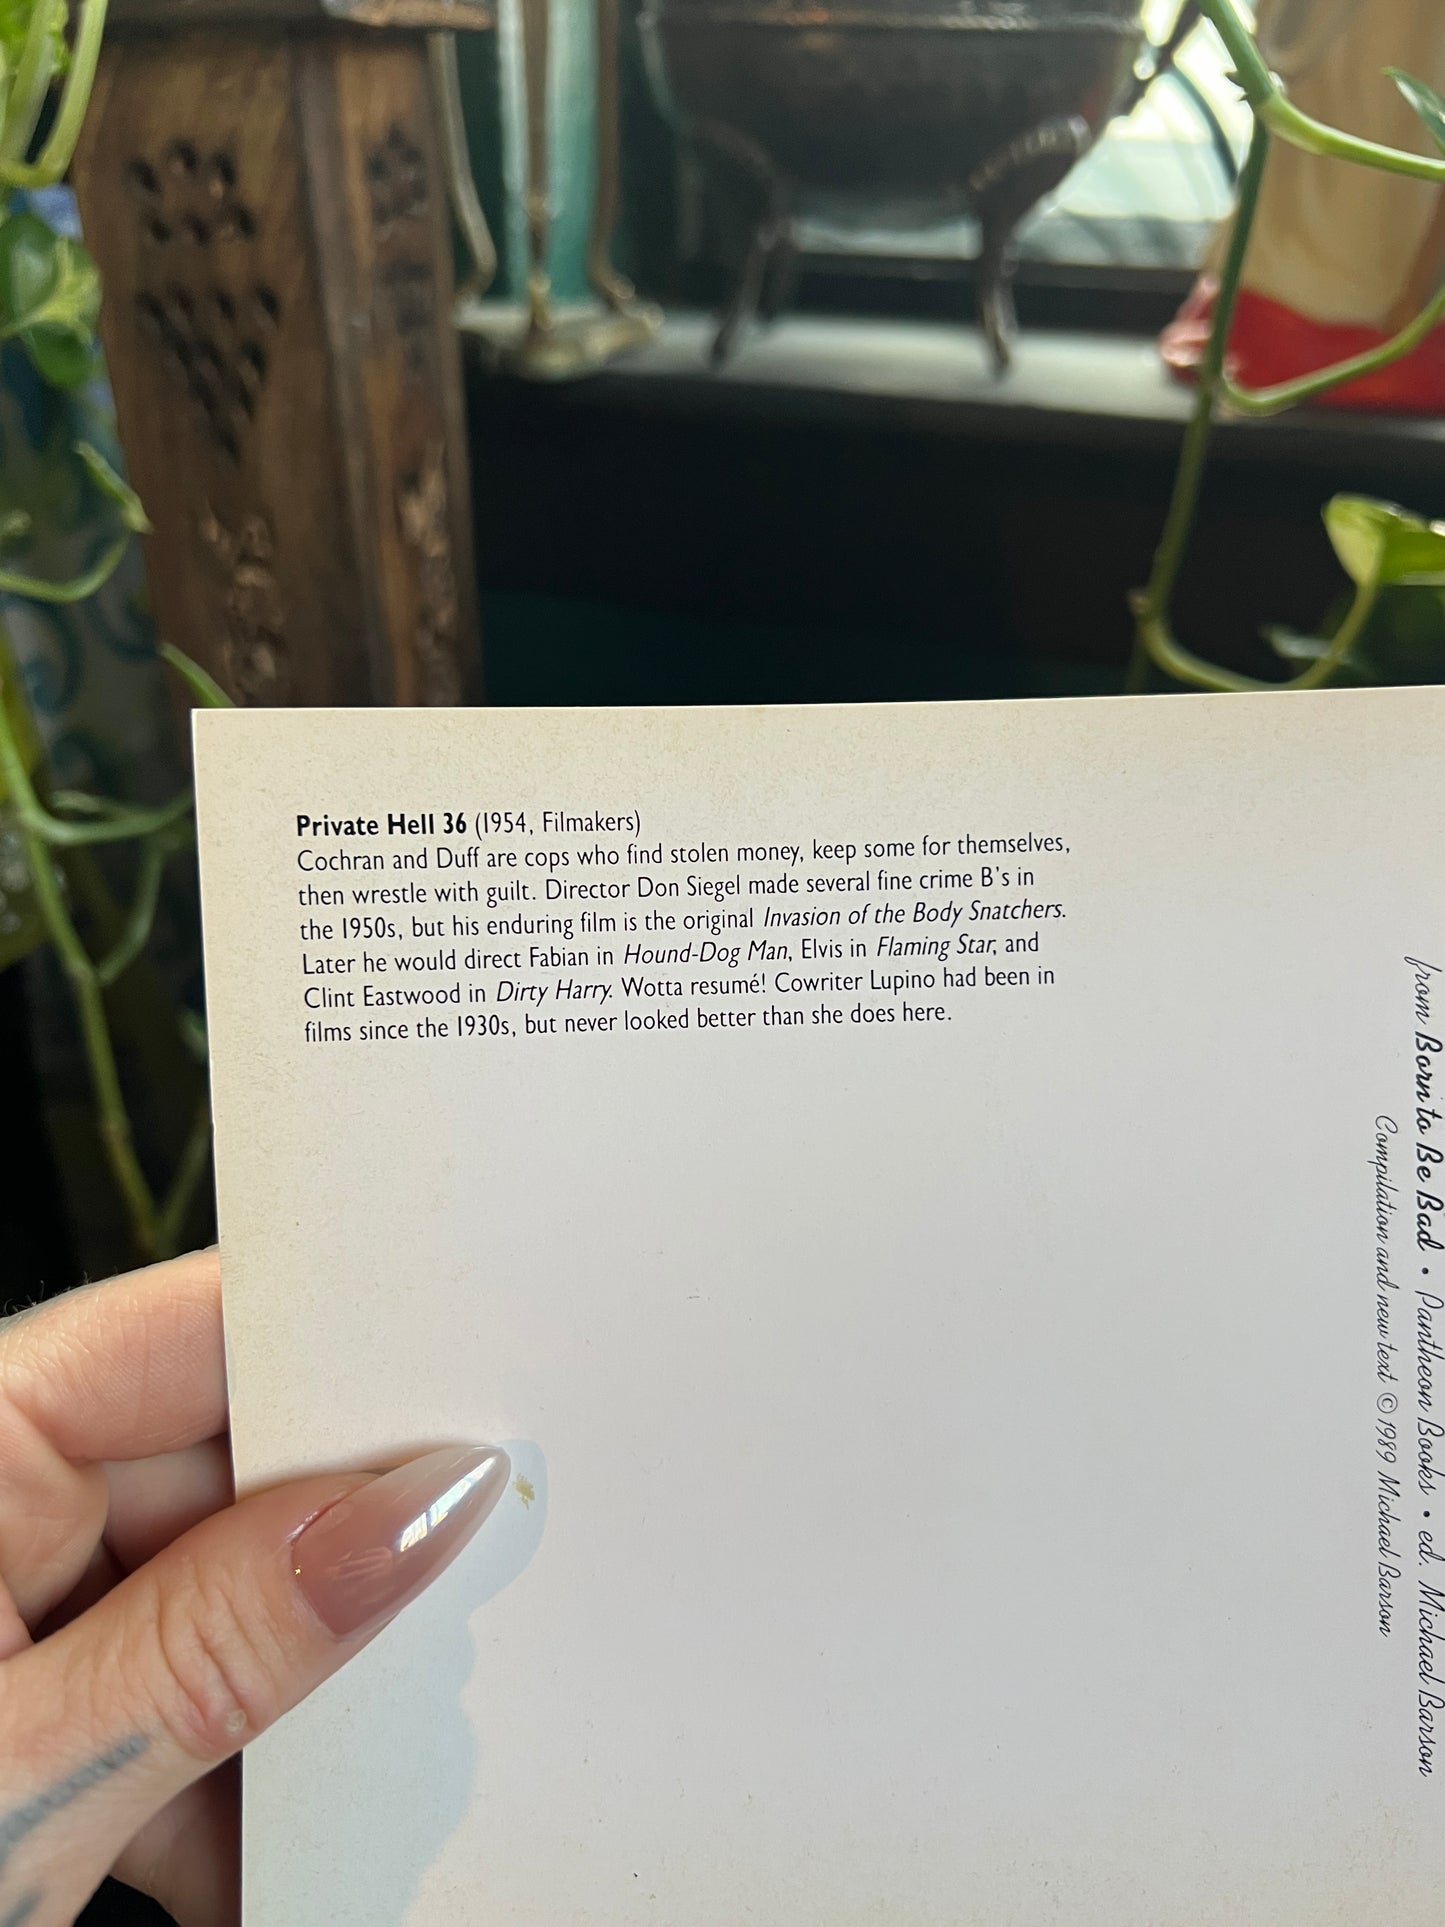 Private Hell 36 (1954, Filmakers)
Cochran and Duff are cops who find stolen money, keep some for themselves,
then wrestle with guilt. Director Don Siegel made several fine crime B's in
the 1950s, but his enduring film is the original Invasion of the Body Snatchers.
Later he would direct Fabian in Hound-Dog Man, Elvis in Flaming Star, and
Clint Eastwood in Dirty Harry. Wotta resumé! Cowriter Lupino had been in
films since the 1930s, but never looked better than she does here.
from Born to Be Bad • Pantheon Books • ed. Michael Barson
Compilation and new text © 1989 Michael Barson